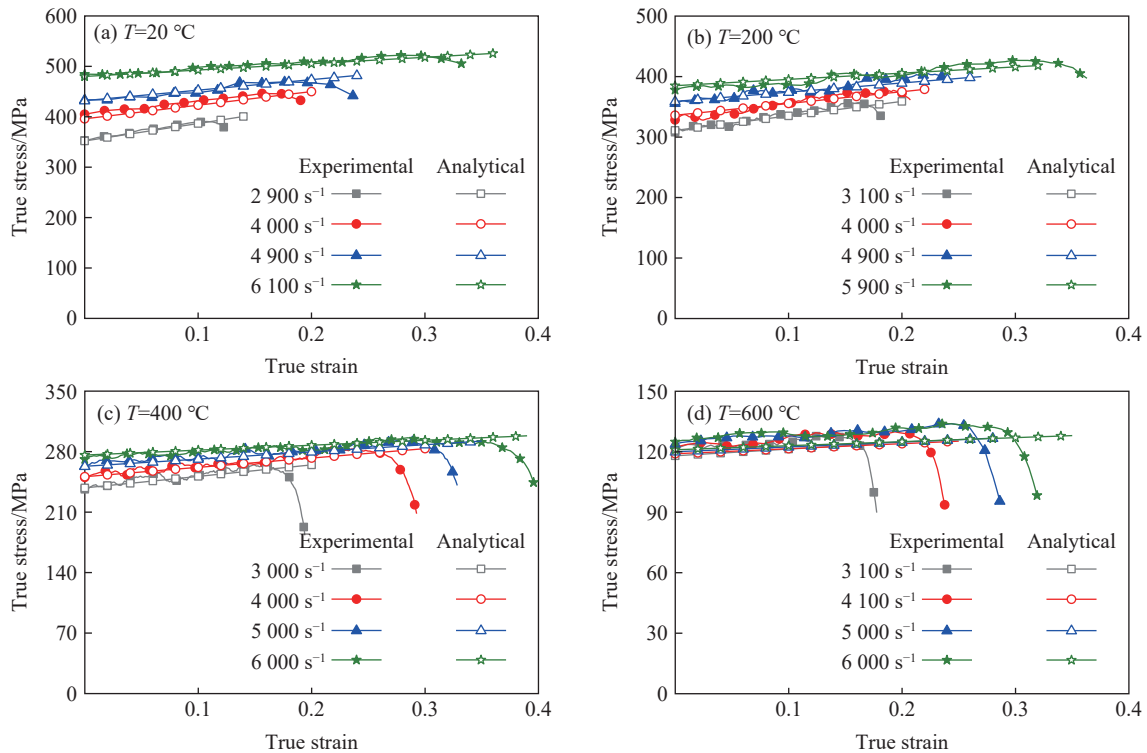 (a) T=20 °C
True stress/MPa
600
500
400
300
200
100
0
0.1 0.2 0.3 0.4
True strain
Experimental Analytical
2 900 s⁻¹
4 000 s⁻¹
4 900 s⁻¹
6 100 s⁻¹
(b) T=200 °C
True stress/MPa
500
400
300
200
100
0
0.1 0.2 0.3 0.4
True strain
Experimental Analytical
3 100 s⁻¹
4 000 s⁻¹
4 900 s⁻¹
5 900 s⁻¹
(c) T=400 °C
True stress/MPa
350
280
210
140
70
0
0.1 0.2 0.3 0.4
True strain
Experimental Analytical
3 000 s⁻¹
4 000 s⁻¹
5 000 s⁻¹
6 000 s⁻¹
(d) T=600 °C
True stress/MPa
150
120
90
60
30
0
0.1 0.2 0.3 0.4
True strain
Experimental Analytical
3 100 s⁻¹
4 100 s⁻¹
5 000 s⁻¹
6 000 s⁻¹